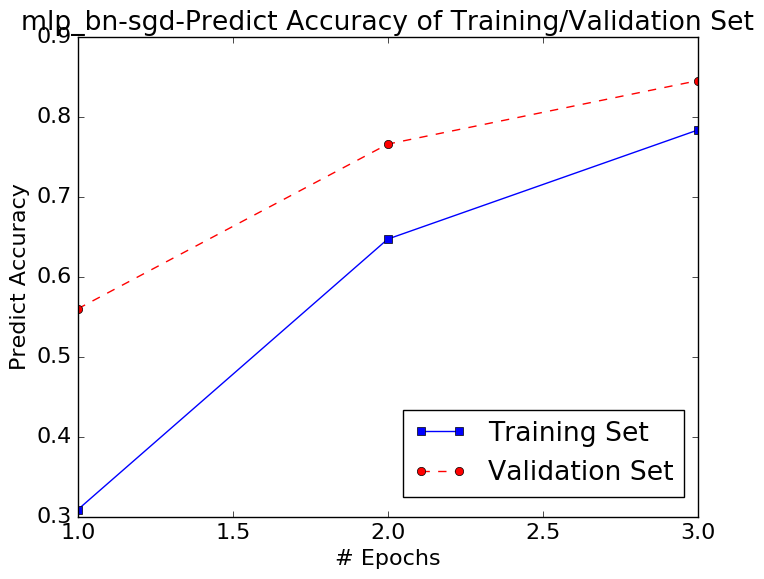 mlp_bn-sgd-Predict Accuracy of Training/Validation Set
0.9
0.8
0.7
0.6
0.5
0.4
0.3
Predict Accuracy
Training Set
Validation Set
1.0 1.5 2.0 2.5 3.0
# Epochs